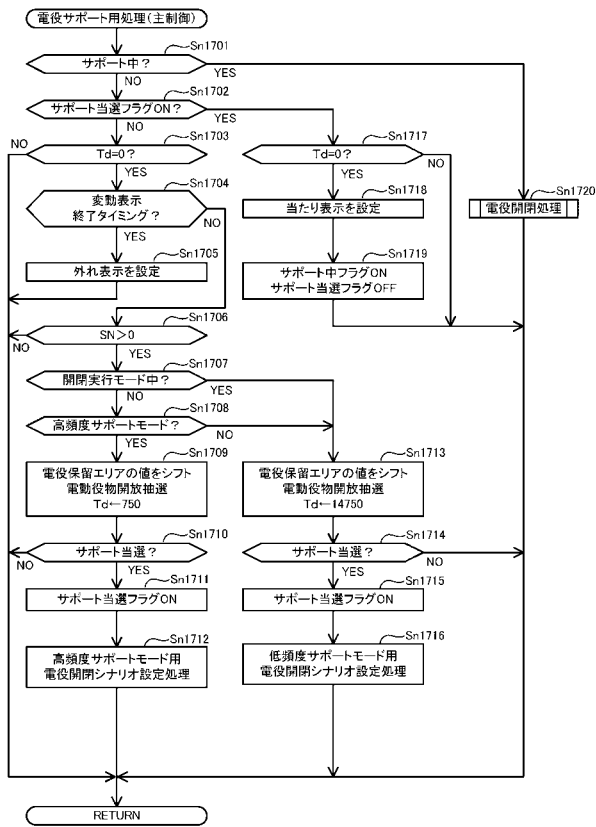 電役サポート用処理(主制御)
Sn1701
サポート中？
YES
NO
Sn1702
サポート当選フラグON？
YES
NO
Sn1703
NO
Td=0？
YES
Sn1717
Td=0？
NO
YES
Sn1704
変動表示
終了タイミング？
NO
YES
Sn1718
当たり表示を設定
Sn1720
電役開閉処理
Sn1705
外れ表示を設定
Sn1719
サポート中フラグON
サポート当選フラグOFF
Sn1706
SN＞0
NO
YES
Sn1707
開閉実行モード中？
YES
NO
Sn1708
高頻度サポートモード？
NO
YES
Sn1709
電役保留エリアの値をシフト
電動役物開放抽選
Td←750
Sn1713
電役保留エリアの値をシフト
電動役物開放抽選
Td←14750
Sn1710
サポート当選？
NO
YES
Sn1714
サポート当選？
NO
YES
Sn1711
サポート当選フラグON
Sn1715
サポート当選フラグON
Sn1712
高頻度サポートモード用
電役開閉シナリオ設定処理
Sn1716
低頻度サポートモード用
電役開閉シナリオ設定処理
RETURN